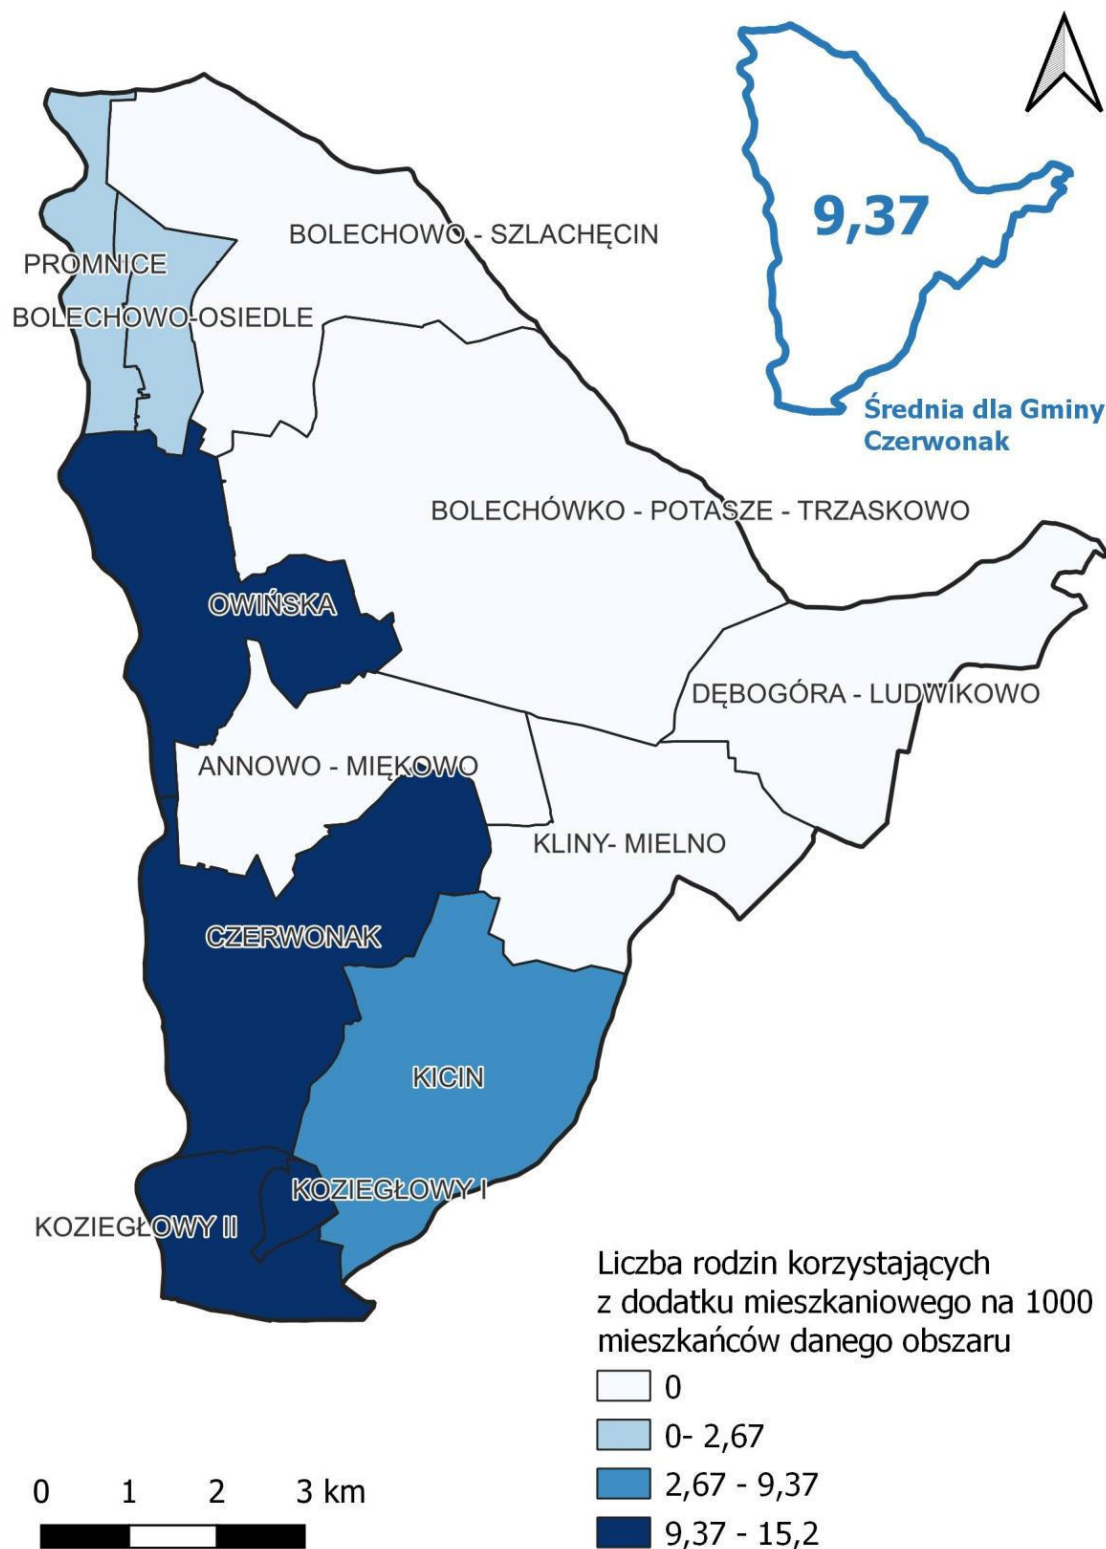 9,37
Średnia dla Gminy
Czerwonak
BOLECHOWO - SZLACHĘCIN
PROMNICE
BOLECHOWO-OSIEDLE
BOLECHÓWKO - POTASZE - TRZASKOWO
OWIŃSKA
DĘBOGÓRA - LUDWIKOWO
ANNOWO - MIĘKOWO
KLINY- MIELNO
CZERWONAK
KICIN
KOZIEGŁOWY I
KOZIEGŁOWY II
Liczba rodzin korzystających
z dodatku mieszkaniowego na 1000
mieszkańców danego obszaru
0
0- 2,67
2,67 - 9,37
9,37 - 15,2
0 1 2 3 km